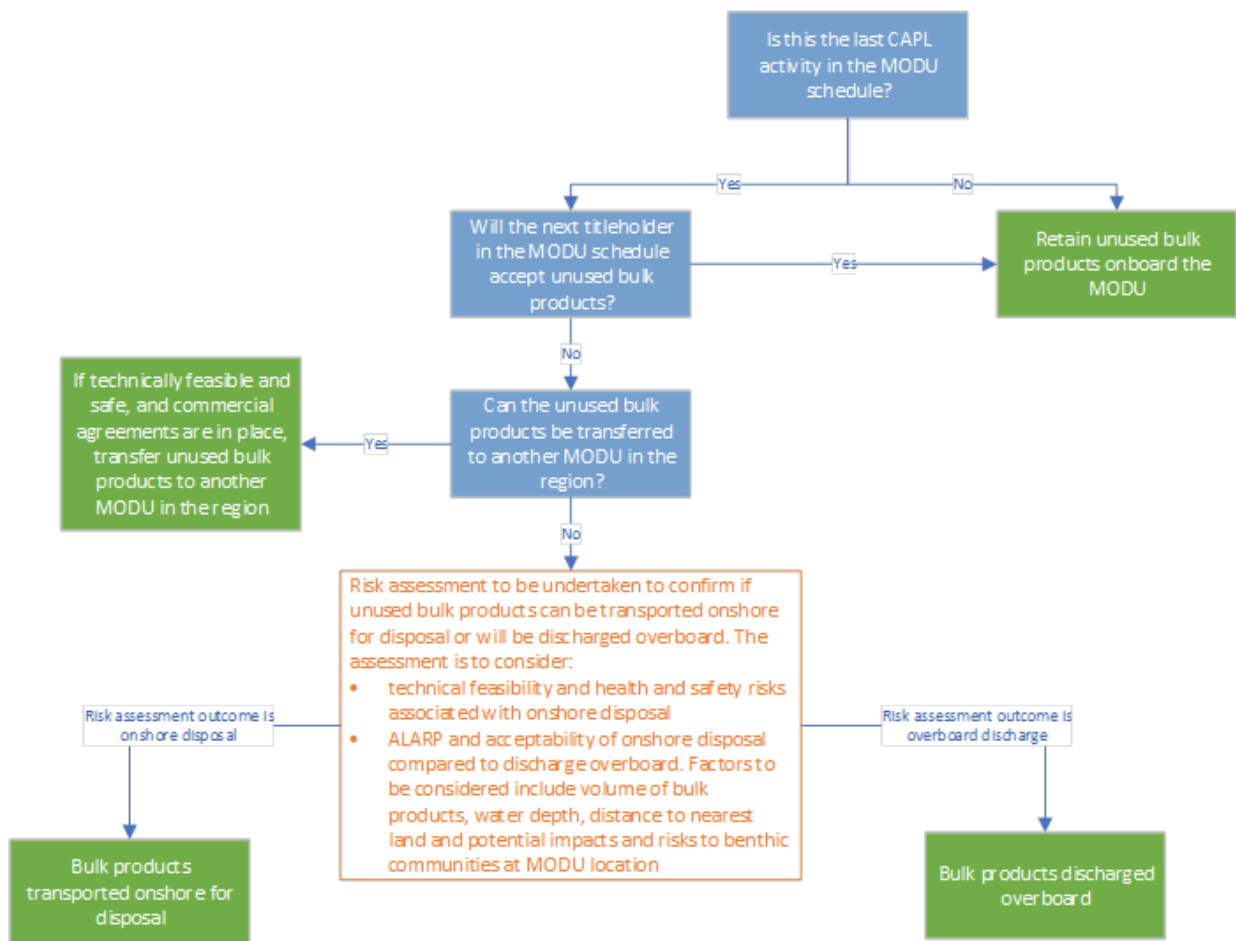 Is this the last CAPL
activity in the MODU
schedule?
Yes
No
Will the next titleholder
in the MODU schedule
accept unused bulk
products?
Yes
Retain unused bulk
products onboard the
MODU
No
If technically feasible and
safe, and commercial
agreements are in place,
transfer unused bulk
products to another
MODU in the region
Yes
Can the unused bulk
products be transferred
to another MODU in the
region?
No
Risk assessment to be undertaken to confirm if
unused bulk products can be transported onshore
for disposal or will be discharged overboard. The
assessment is to consider:
• technical feasibility and health and safety risks
associated with onshore disposal
• ALARP and acceptability of onshore disposal
compared to discharge overboard. Factors to
be considered include volume of bulk
products, water depth, distance to nearest
land and potential impacts and risks to benthic
communities at MODU location
Risk assessment outcome is
onshore disposal
Risk assessment outcome is
overboard discharge
Bulk products
transported onshore for
disposal
Bulk products discharged
overboard